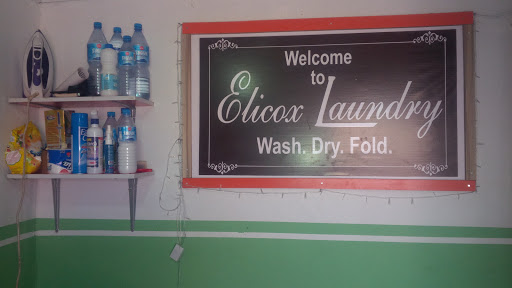 Welcome
to
Elicox Laundry
Wash. Dry. Fold.